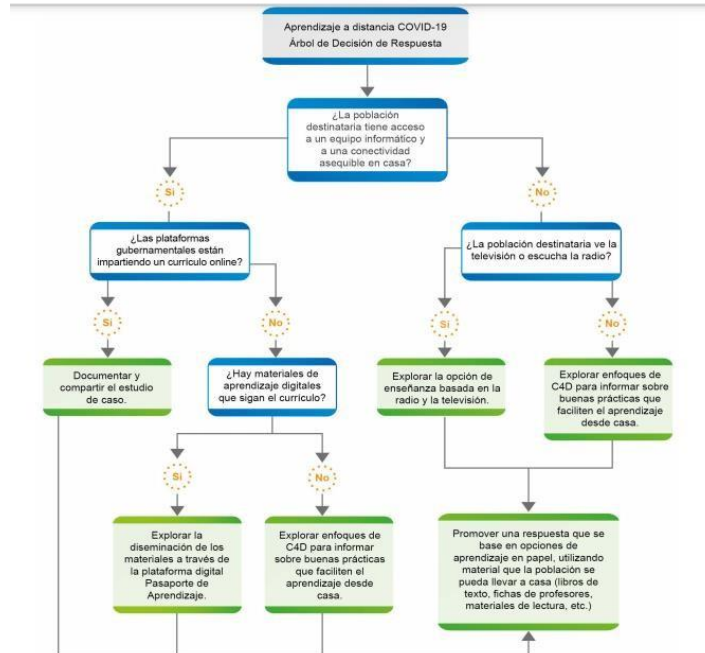 Aprendizaje a distancia COVID-19
Árbol de Decisión de Respuesta
¿La población
destinataria tiene acceso
a un equipo informático y
a una conectividad
asequible en casa?
Si
No
¿Las plataformas
gubernamentales están
impartiendo un currículo online?
¿La población destinataria ve la
televisión o escucha la radio?
Si
No
Si
No
Documentar y
compartir el estudio
de caso.
¿Hay materiales de
aprendizaje digitales
que sigan el currículo?
Explorar la opción de
enseñanza basada en la
radio y la televisión.
Explorar enfoques de
C4D para informar sobre
buenas prácticas que
faciliten el aprendizaje
desde casa.
Si
No
Explorar la
diseminación de los
materiales a través de
la plataforma digital
Pasaporte de
Aprendizaje.
Explorar enfoques de
C4D para informar
sobre buenas prácticas
que faciliten el
aprendizaje desde
casa.
Promover una respuesta que se
base en opciones de
aprendizaje en papel, utilizando
material que la población se
pueda llevar a casa (libros de
texto, fichas de profesores,
materiales de lectura, etc.)